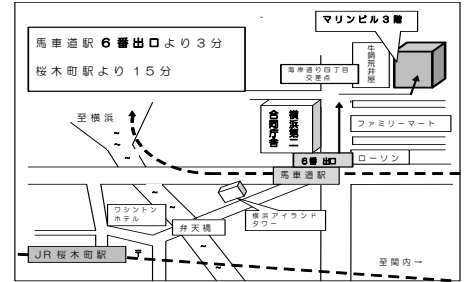 馬車道駅 6番出口より3分
桜木町駅より 15分
マリンビル3階
牛鍋荒井屋
海岸通り四丁目
交差点
至横浜
横浜第二
合同庁舎
ファミリーマート
6番 出口
ローソン
馬車道駅
ワシントン
ホテル
弁天橋
横浜アイランド
タワー
JR桜木町駅
〒
至関内→